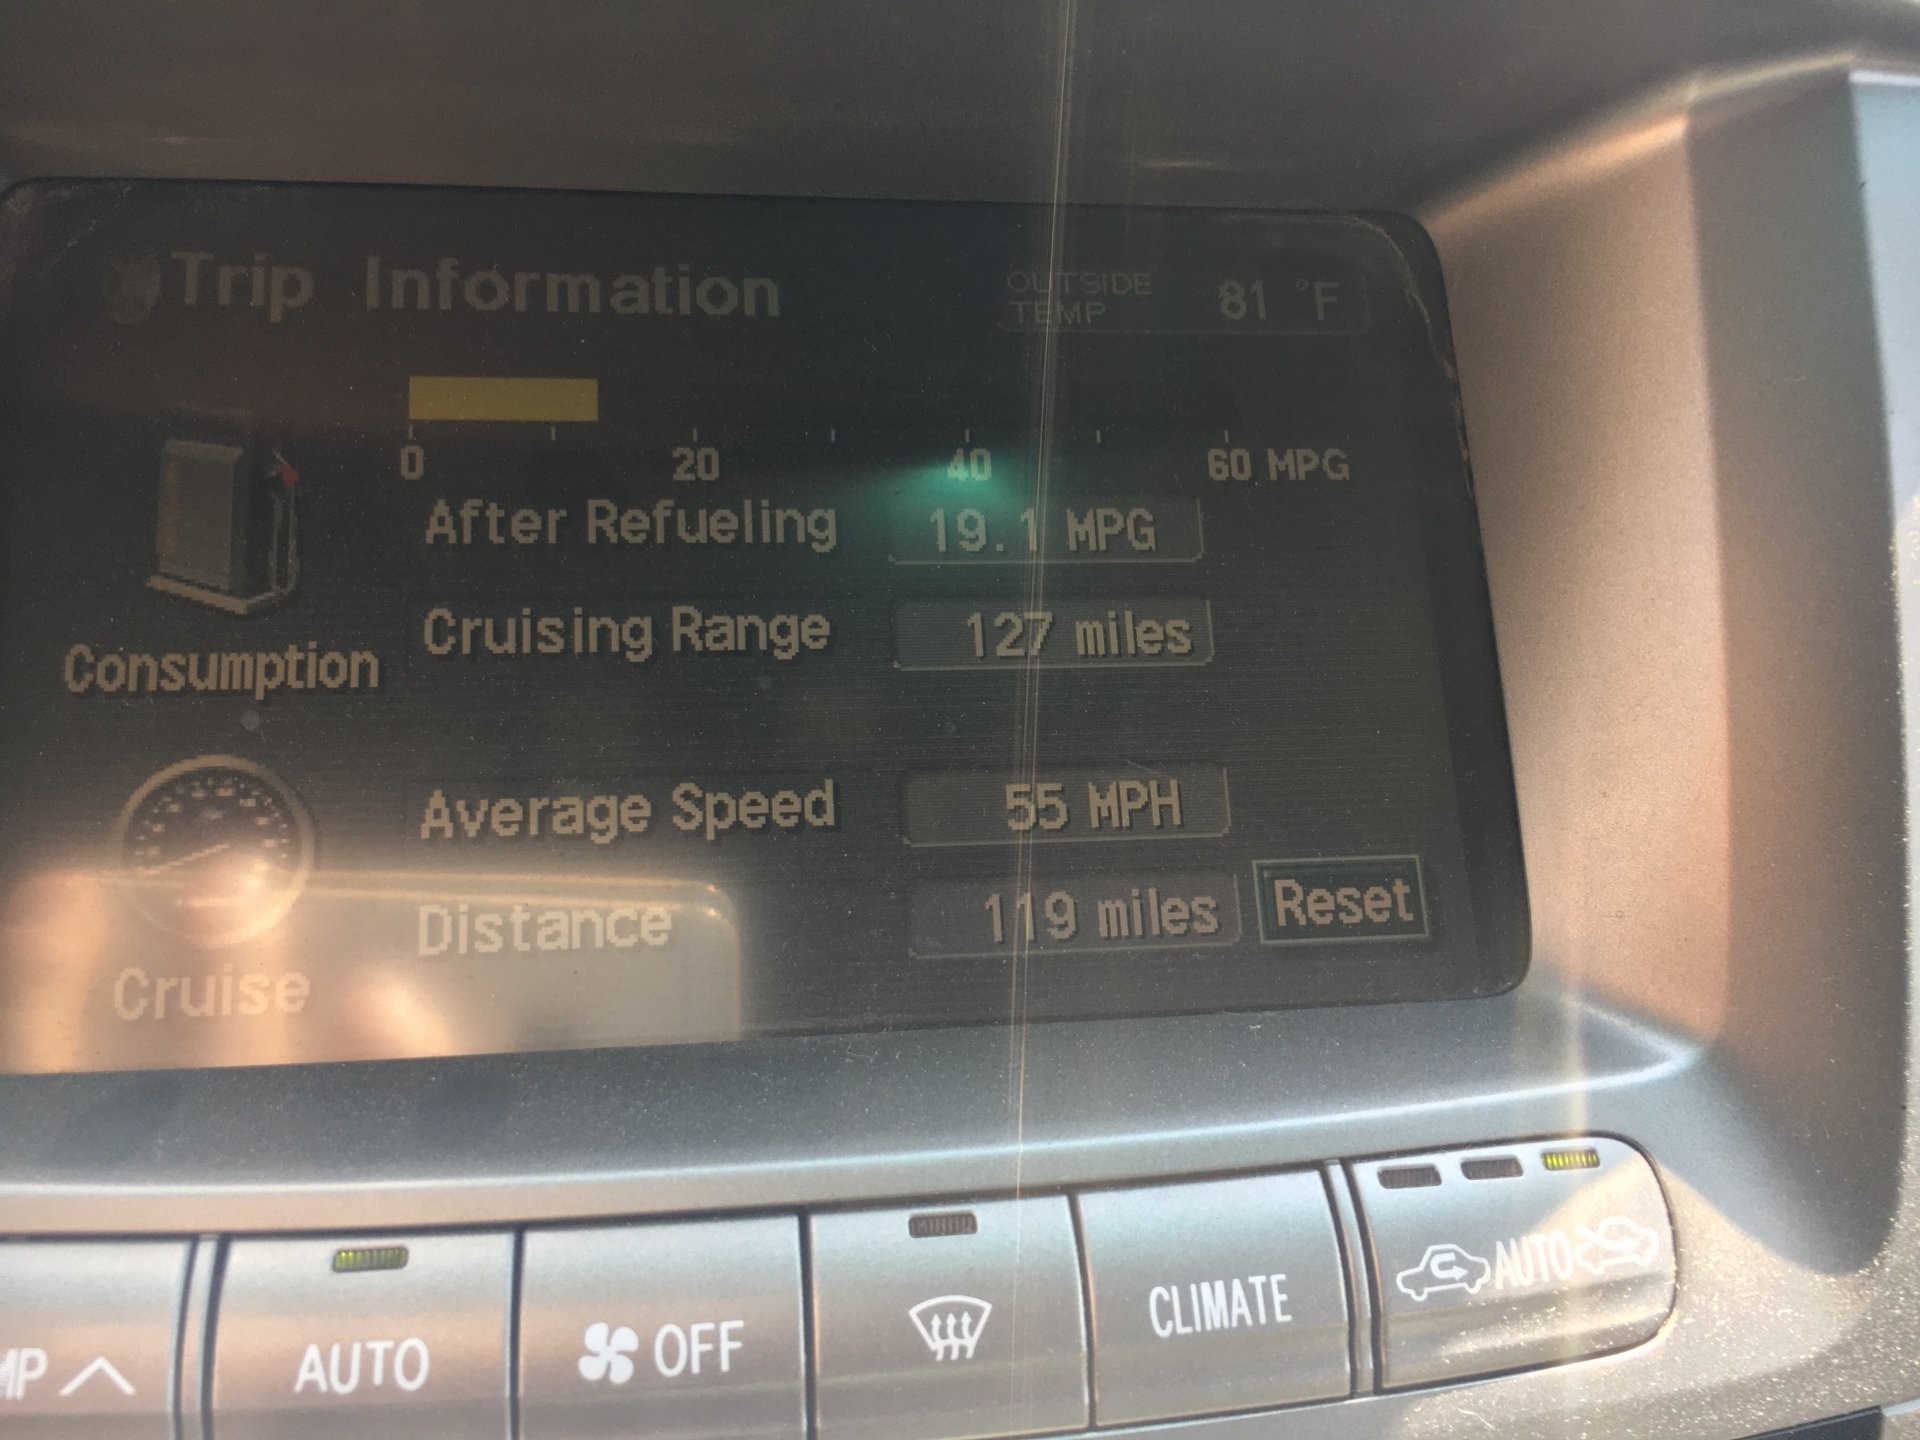 Trip Information
OUTSIDE TEMP 81 °F
0 20 40 60 MPG
After Refueling 19.1 MPG
Cruising Range 127 miles
Consumption
Average Speed 55 MPH
Distance 119 miles Reset
Cruise
AUTO
OFF
CLIMATE
AUTO